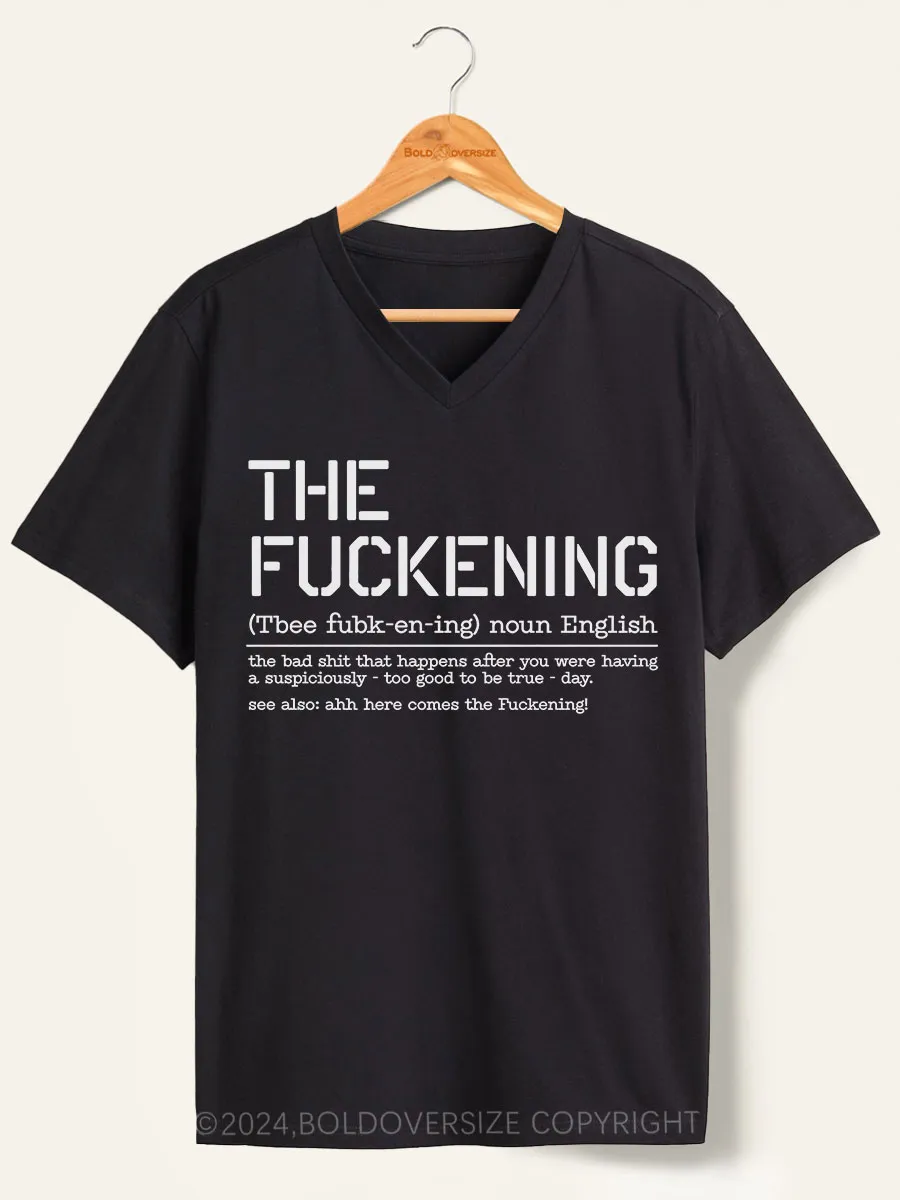 BOLD OVERSIZE
THE
FUCKENING
(Tbee fubk-en-ing) noun English
the bad shit that happens after you were having
a suspiciously - too good to be true - day.
see also: ahh here comes the Fuckening!
©2024,BOLDOVERSIZE COPYRIGHT